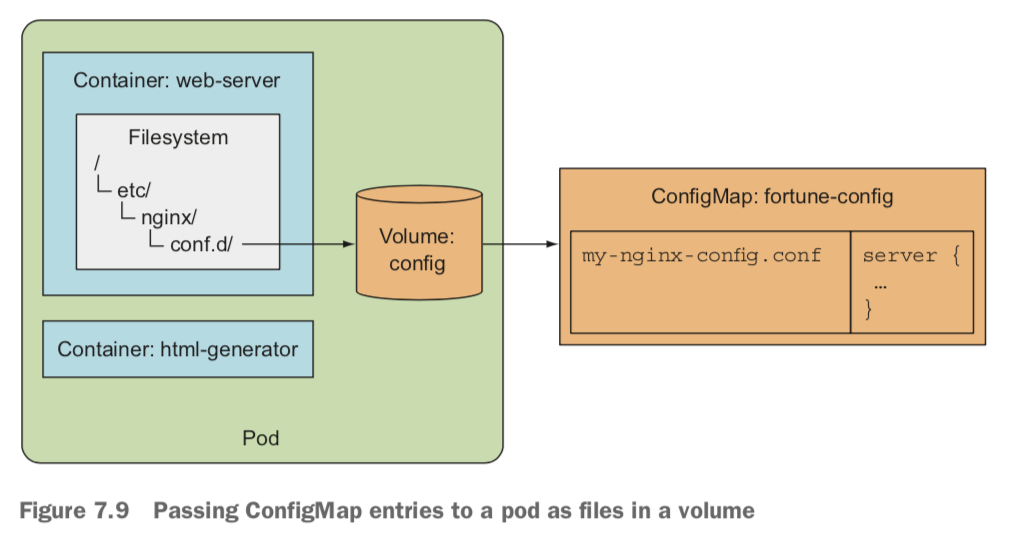 Container: web-server
Filesystem
/
etc/
nginx/
conf.d/
Volume:
config
Container: html-generator
Pod
ConfigMap: fortune-config
my-nginx-config.conf
server {
…
}
Figure 7.9 Passing ConfigMap entries to a pod as files in a volume